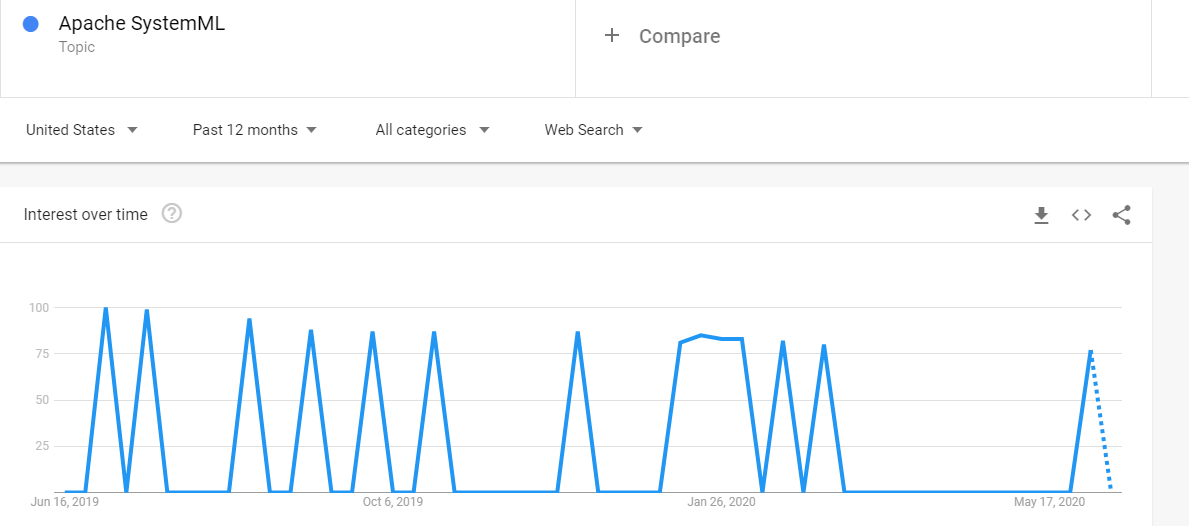 Apache SystemML
Topic
+ Compare
United States
Past 12 months
All categories
Web Search
Interest over time ?
100
75
50
25
Jun 16, 2019
Oct 6, 2019
Jan 26, 2020
May 17, 2020